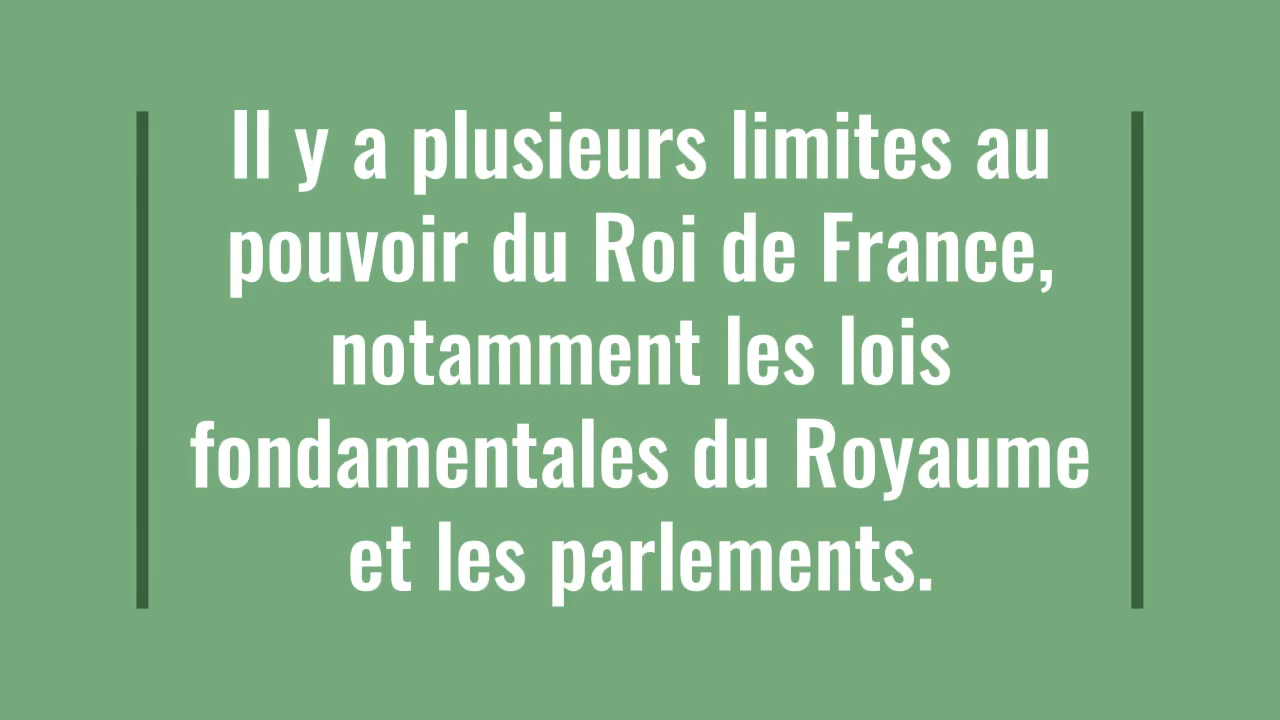 Il y a plusieurs limites au
pouvoir du Roi de France,
notamment les lois
fondamentales du Royaume
et les parlements.